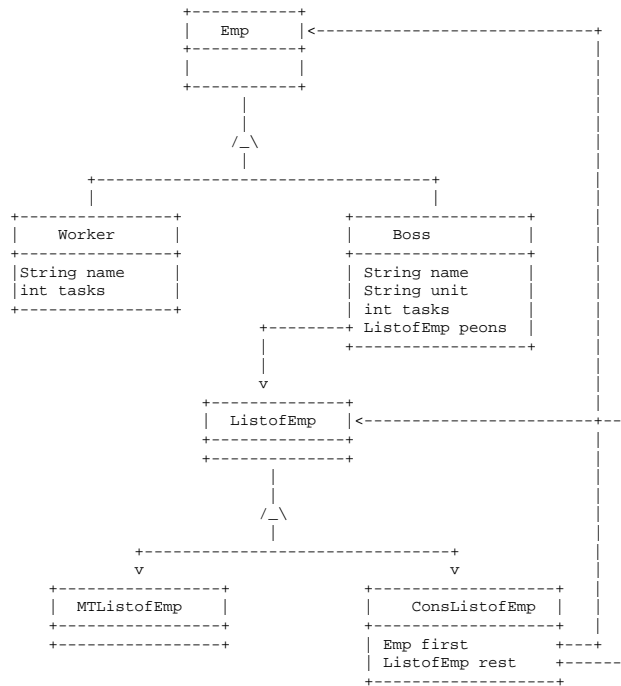 Emp
Worker
Boss
String name
int tasks
String name
String unit
int tasks
ListofEmp peons
ListofEmp
MTListofEmp
ConsListofEmp
Emp first
ListofEmp rest